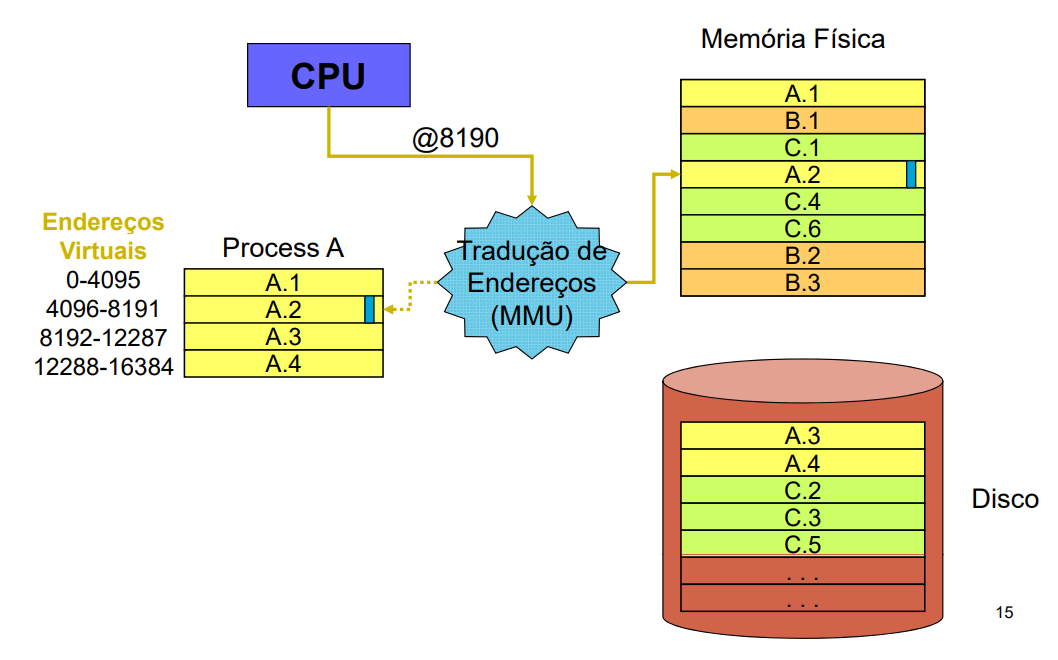 Memória Física
CPU
A.1
B.1
C.1
A.2
C.4
C.6
B.2
B.3
@8190
Endereços
Virtuais
0-4095
4096-8191
8192-12287
12288-16384
Process A
A.1
A.2
A.3
A.4
Tradução de
Endereços
(MMU)
A.3
A.4
C.2
C.3
C.5
. . .
. . .
Disco
15